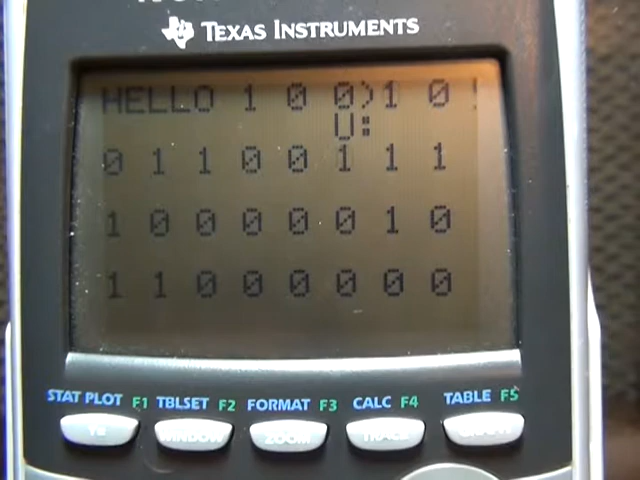 TEXAS INSTRUMENTS
HELLO 1 0 0)1 0 !
U:
0 1 1 0 0 1 1 1
1 0 0 0 0 0 1 0
1 1 0 0 0 0 0 0
STAT PLOT F1 TBLSET F2 FORMAT F3 CALC F4 TABLE F5
Y= WINDOW ZOOM TRACE GRAPH